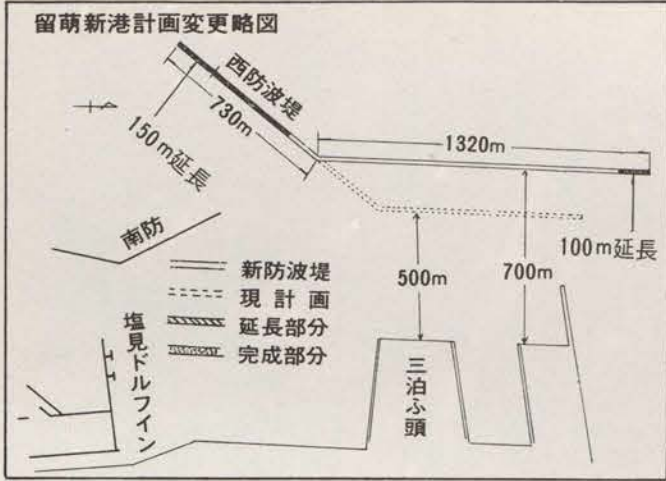 留萌新港計画変更略図
西防波堤
730m
150m延長
1320m
100m延長
南防
500m
700m
新防波堤
現計画
延長部分
完成部分
塩見ドルフイン
三泊ふ頭